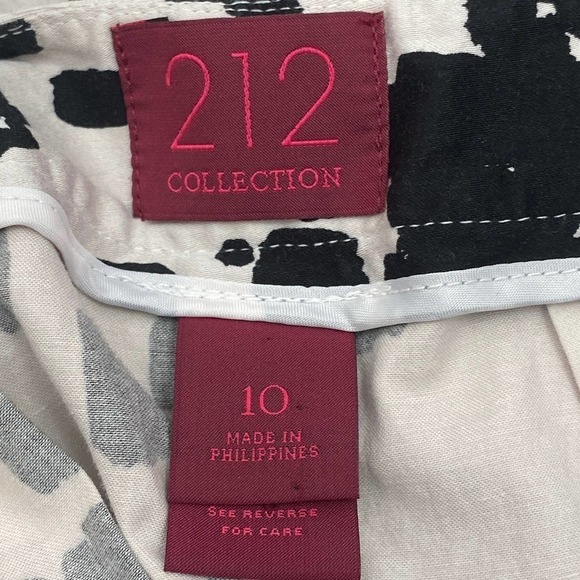 212
COLLECTION
10
MADE IN
PHILIPPINES
SEE REVERSE
FOR CARE